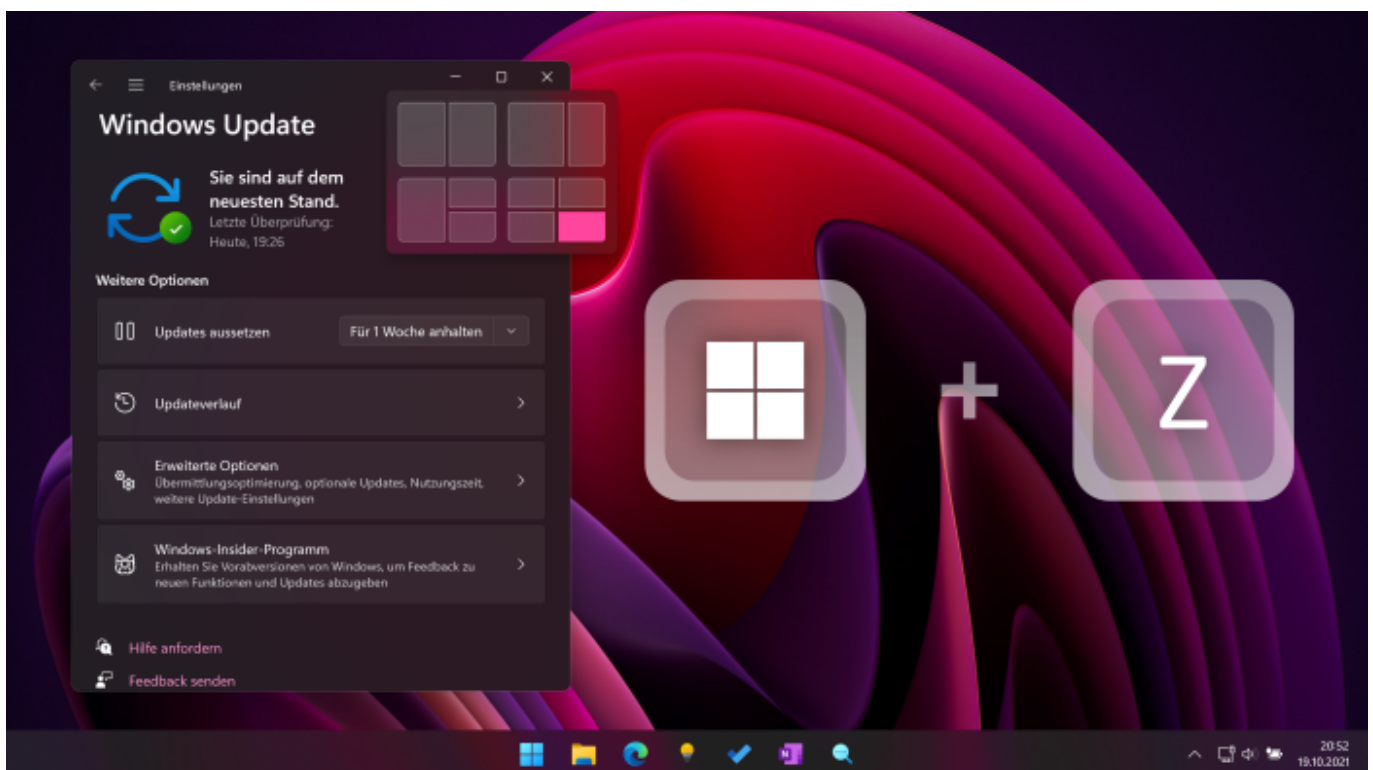 Einstellungen
Windows Update
Sie sind auf dem
neuesten Stand.
Letzte Überprüfung:
Heute, 19:26
Weitere Optionen
Updates aussetzen
Für 1 Woche anhalten
Updateverlauf
Erweiterte Optionen
Übermittlungsoptimierung, optionale Updates, Nutzungszeit,
weitere Update-Einstellungen
Windows-Insider-Programm
Erhalten Sie Vorabversionen von Windows, um Feedback zu
neuen Funktionen und Updates abzugeben
Hilfe anfordern
Feedback senden
+
Z
20:52
19.10.2021